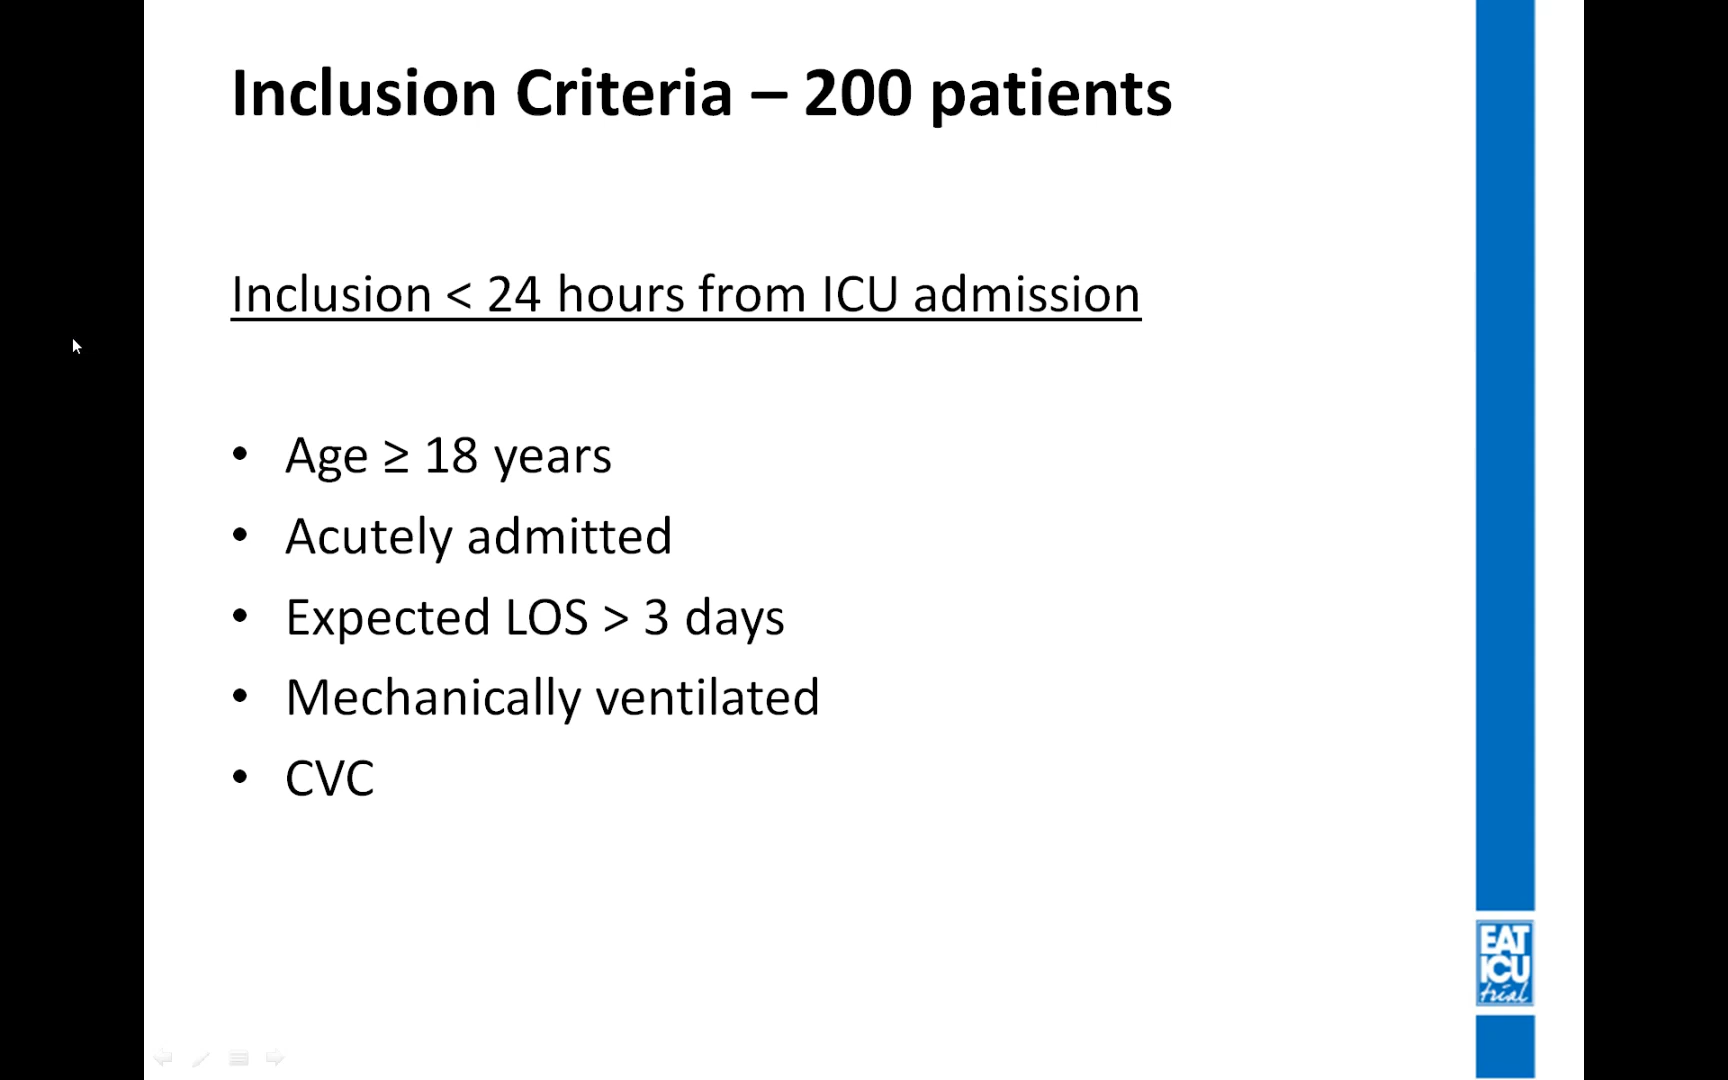 Inclusion Criteria – 200 patients
Inclusion < 24 hours from ICU admission
• Age ≥ 18 years
• Acutely admitted
• Expected LOS > 3 days
• Mechanically ventilated
• CVC
EAT
ICU
trial